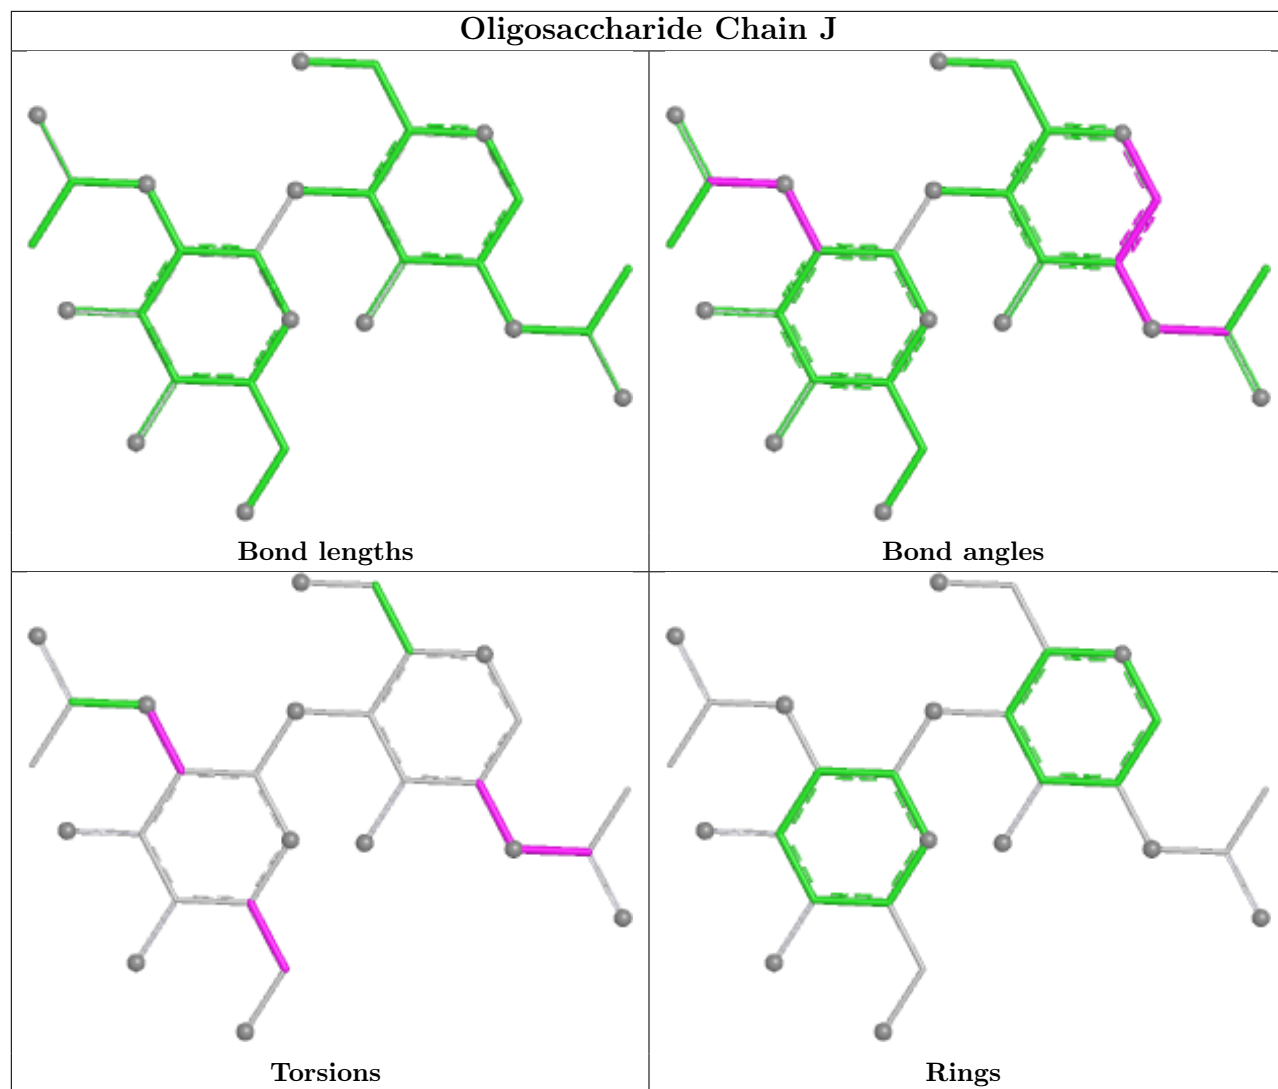 Oligosaccharide Chain J
Bond lengths
Bond angles
Torsions
Rings